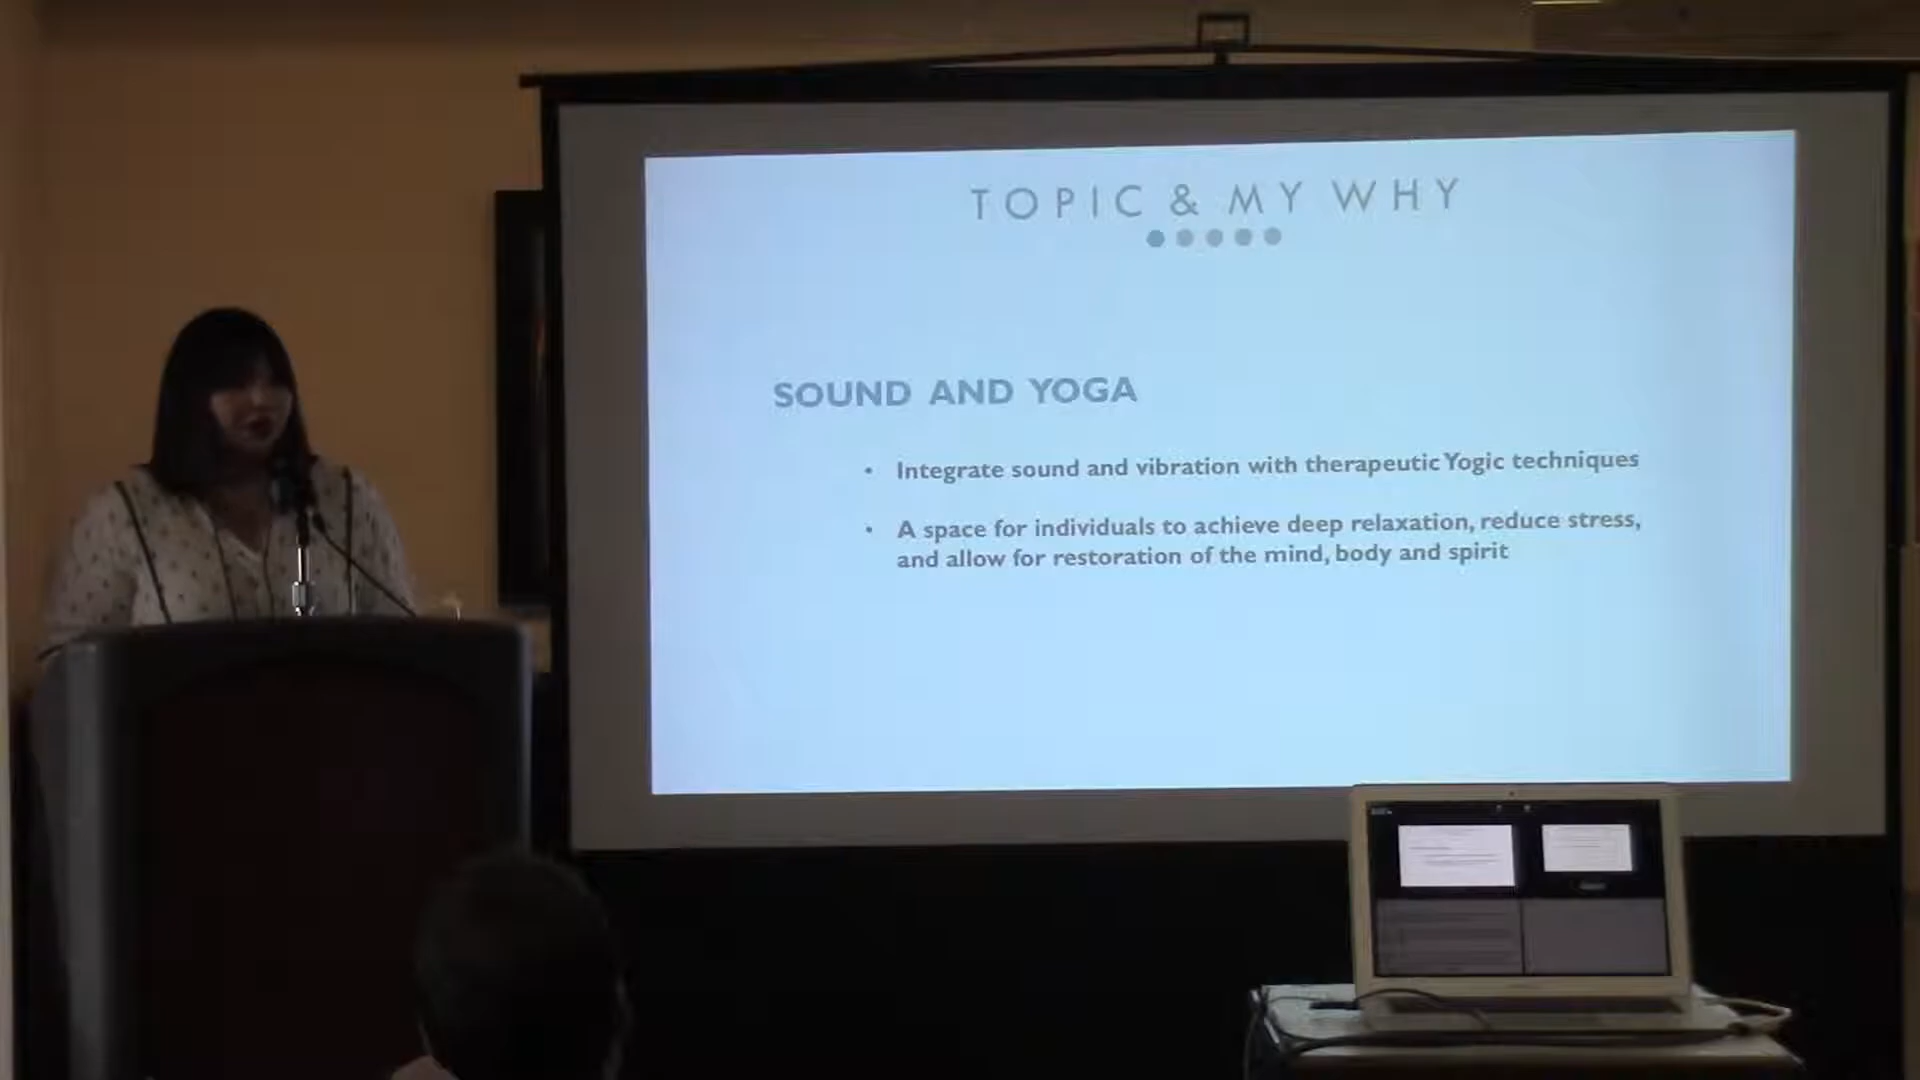 TOPIC & MY WHY
SOUND AND YOGA
• Integrate sound and vibration with therapeutic Yogic techniques
• A space for individuals to achieve deep relaxation, reduce stress,
and allow for restoration of the mind, body and spirit